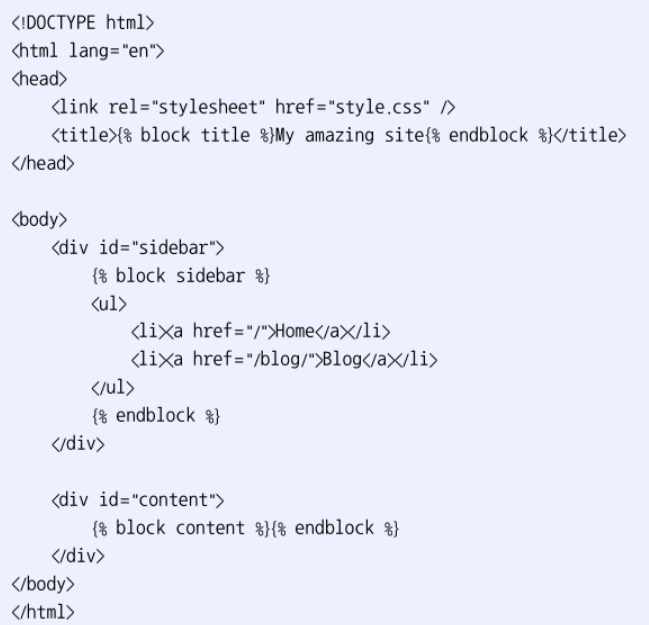 <!DOCTYPE html>
<html lang="en">
<head>
    <link rel="stylesheet" href="style.css" />
    <title>{% block title %}My amazing site{% endblock %}</title>
</head>

<body>
    <div id="sidebar">
        {% block sidebar %}
        <ul>
            <li><a href="/">Home</a></li>
            <li><a href="/blog/">Blog</a></li>
        </ul>
        {% endblock %}
    </div>

    <div id="content">
        {% block content %}{% endblock %}
    </div>
</body>
</html>